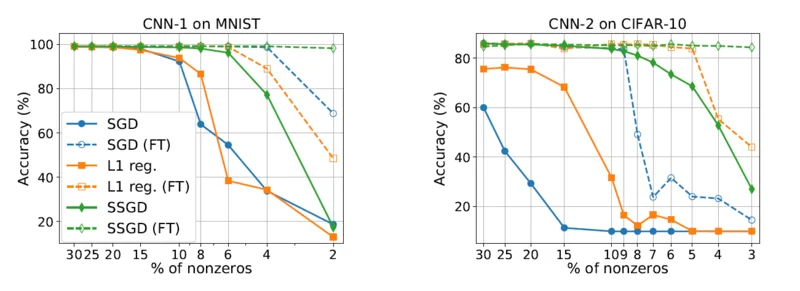 CNN-1 on MNIST
Accuracy (%)
100
80
60
40
20
SGD
SGD (FT)
L1 reg.
L1 reg. (FT)
SSGD
SSGD (FT)
30 25 20 15 10 8 6 4 2
% of nonzeros
CNN-2 on CIFAR-10
Accuracy (%)
80
60
40
20
30 25 20 15 10 9 8 7 6 5 4 3
% of nonzeros